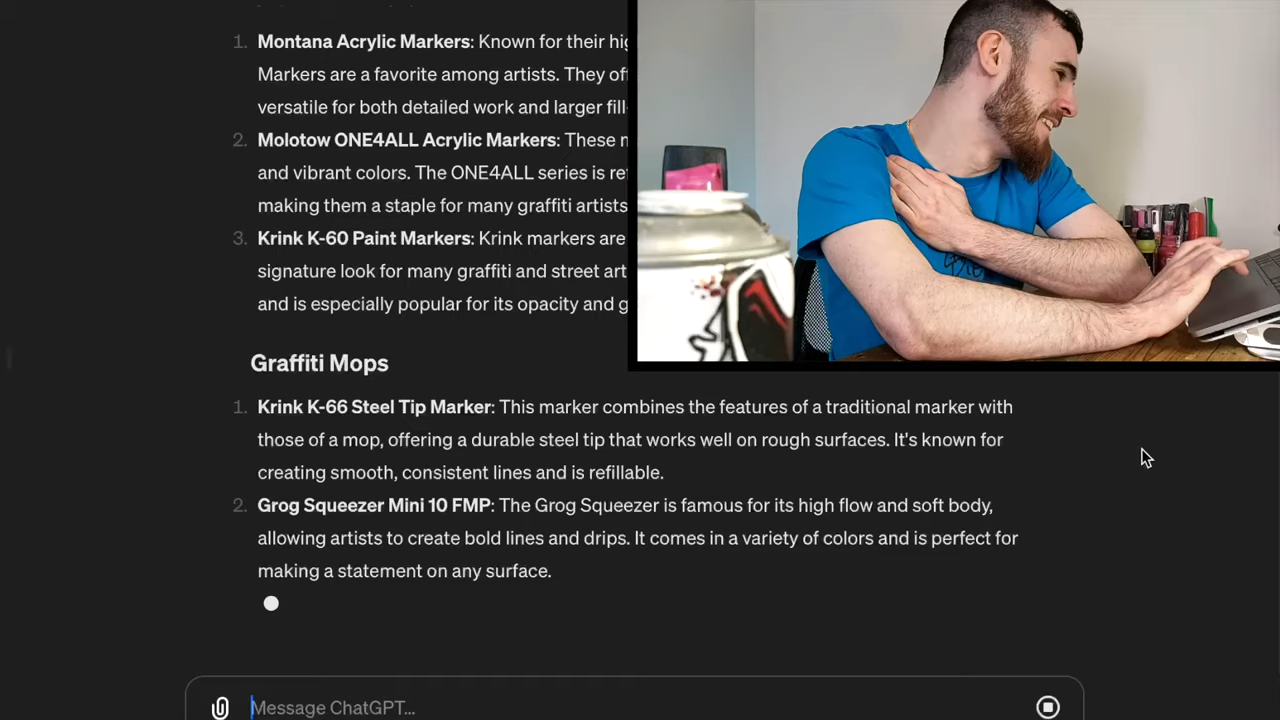 1. Montana Acrylic Markers: Known for their hig
Markers are a favorite among artists. They of
versatile for both detailed work and larger fill
2. Molotow ONE4ALL Acrylic Markers: These
and vibrant colors. The ONE4ALL series is
making them a staple for many graffiti artists
3. Krink K-60 Paint Markers: Krink markers are
signature look for many graffiti and street art
and is especially popular for its opacity and g
Graffiti Mops
1. Krink K-66 Steel Tip Marker: This marker combines the features of a traditional marker with
those of a mop, offering a durable steel tip that works well on rough surfaces. It's known for
creating smooth, consistent lines and is refillable.
2. Grog Squeezer Mini 10 FMP: The Grog Squeezer is famous for its high flow and soft body,
allowing artists to create bold lines and drips. It comes in a variety of colors and is perfect for
making a statement on any surface.
Message ChatGPT...